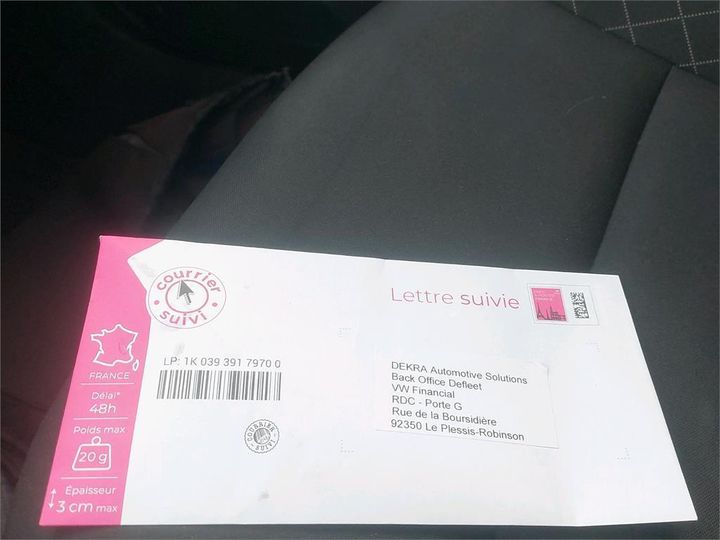 courrier
suivi
Lettre suivie
FRANCE
Délai*
48h
Poids max
20 g
Épaisseur
3 cm max
LP: 1K 039 391 7970 0
COURRIER
SUIVI
DEKRA Automotive Solutions
Back Office Defleet
VW Financial
RDC - Porte G
Rue de la Boursidière
92350 Le Plessis-Robinson